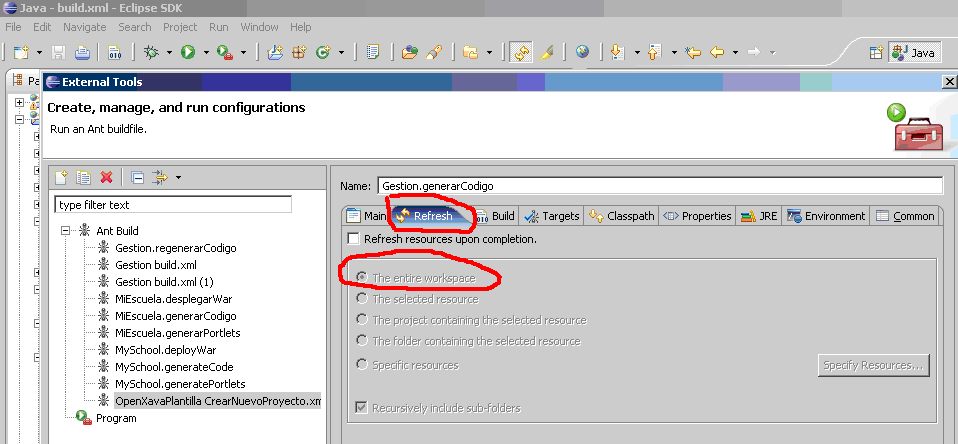 Java - build.xml - Eclipse SDK
File Edit Navigate Search Project Run Window Help
Java
Pa
External Tools
Create, manage, and run configurations
Run an Ant buildfile.
type filter text
Ant Build
Gestion.regenerarCodigo
Gestion build.xml
Gestion build.xml (1)
MiEscuela.desplegarWar
MiEscuela.generarCodigo
MiEscuela.generarPortlets
MySchool.deployWar
MySchool.generateCode
MySchool.generatePortlets
OpenXavaPlantilla CrearNuevoProyecto.xm
Program
Name: Gestion.generarCodigo
Main Refresh Build Targets Classpath Properties JRE Environment Common
Refresh resources upon completion.
The entire workspace
The selected resource
The project containing the selected resource
The folder containing the selected resource
Specific resources
Specify Resources...
Recursively include sub-folders